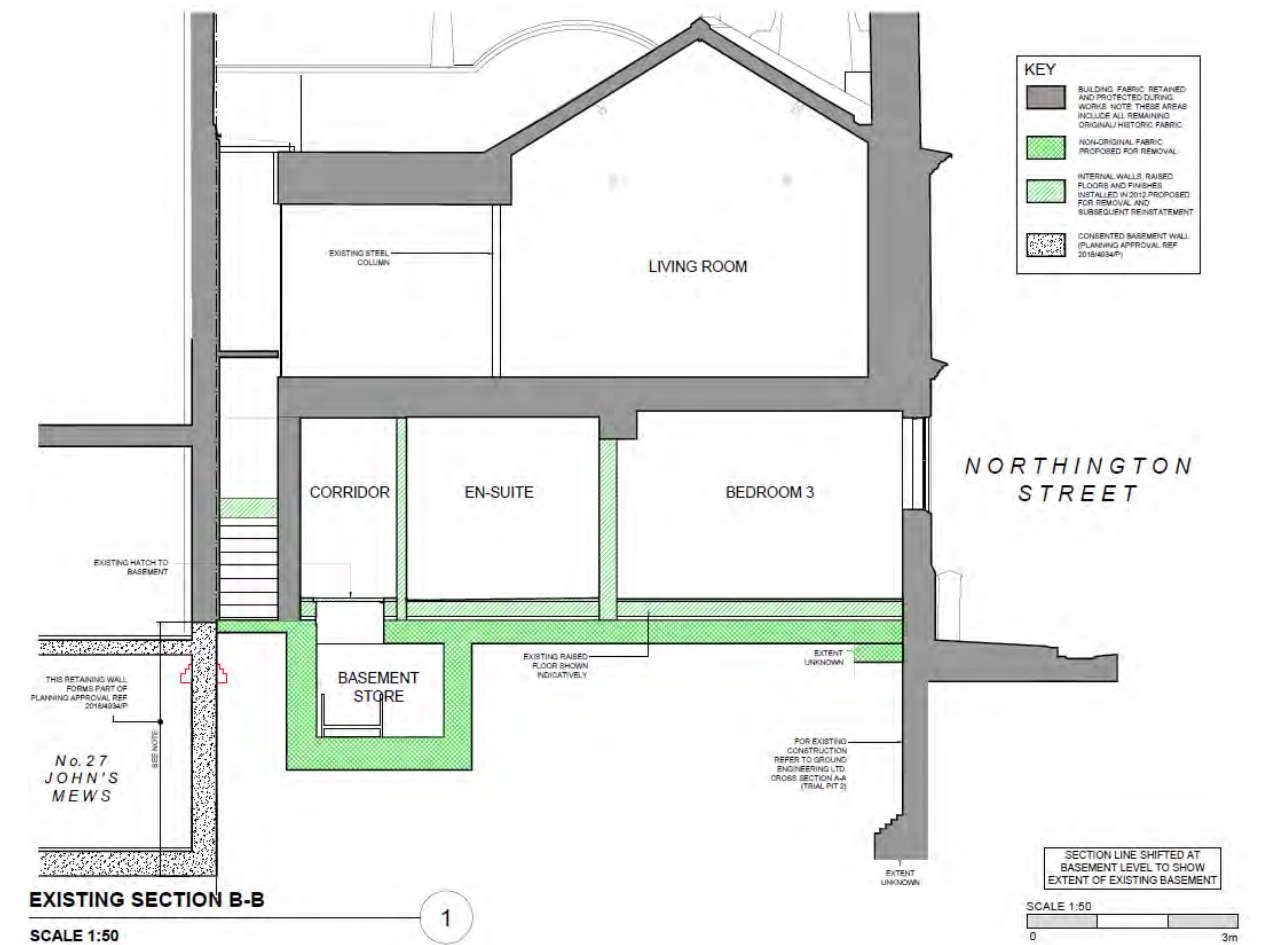 KEY
BUILDING FABRIC RETAINED
AND PROTECTED DURING
WORKS. NOTE THESE AREAS
INCLUDE ALL REMAINING
ORIGINAL/ HISTORIC FABRIC
NON-ORIGINAL FABRIC
PROPOSED FOR REMOVAL
INTERNAL WALLS, RAISED
FLOORS AND FINISHES
INSTALLED IN 2012 PROPOSED
FOR REMOVAL AND
SUBSEQUENT REINSTATEMENT
CONSENTED BASEMENT WALL
(PLANNING APPROVAL REF
2018/4934/P)
EXISTING STEEL
COLUMN
LIVING ROOM
CORRIDOR
EN-SUITE
BEDROOM 3
NORTHINGTON
STREET
EXISTING HATCH TO
BASEMENT
BASEMENT
STORE
EXISTING RAISED
FLOOR SHOWN
INDICATIVELY
EXTENT
UNKNOWN
THIS RETAINING WALL
FORMS PART OF
PLANNING APPROVAL REF
2018/4934/P
SEE NOTE
No. 27
JOHN'S
MEWS
FOR EXISTING
CONSTRUCTION
REFER TO GROUND
ENGINEERING LTD.
CROSS SECTION A-A
(TRIAL PIT 2)
EXTENT
UNKNOWN
SECTION LINE SHIFTED AT
BASEMENT LEVEL TO SHOW
EXTENT OF EXISTING BASEMENT
EXISTING SECTION B-B
1
SCALE 1:50
SCALE 1:50
0 3m